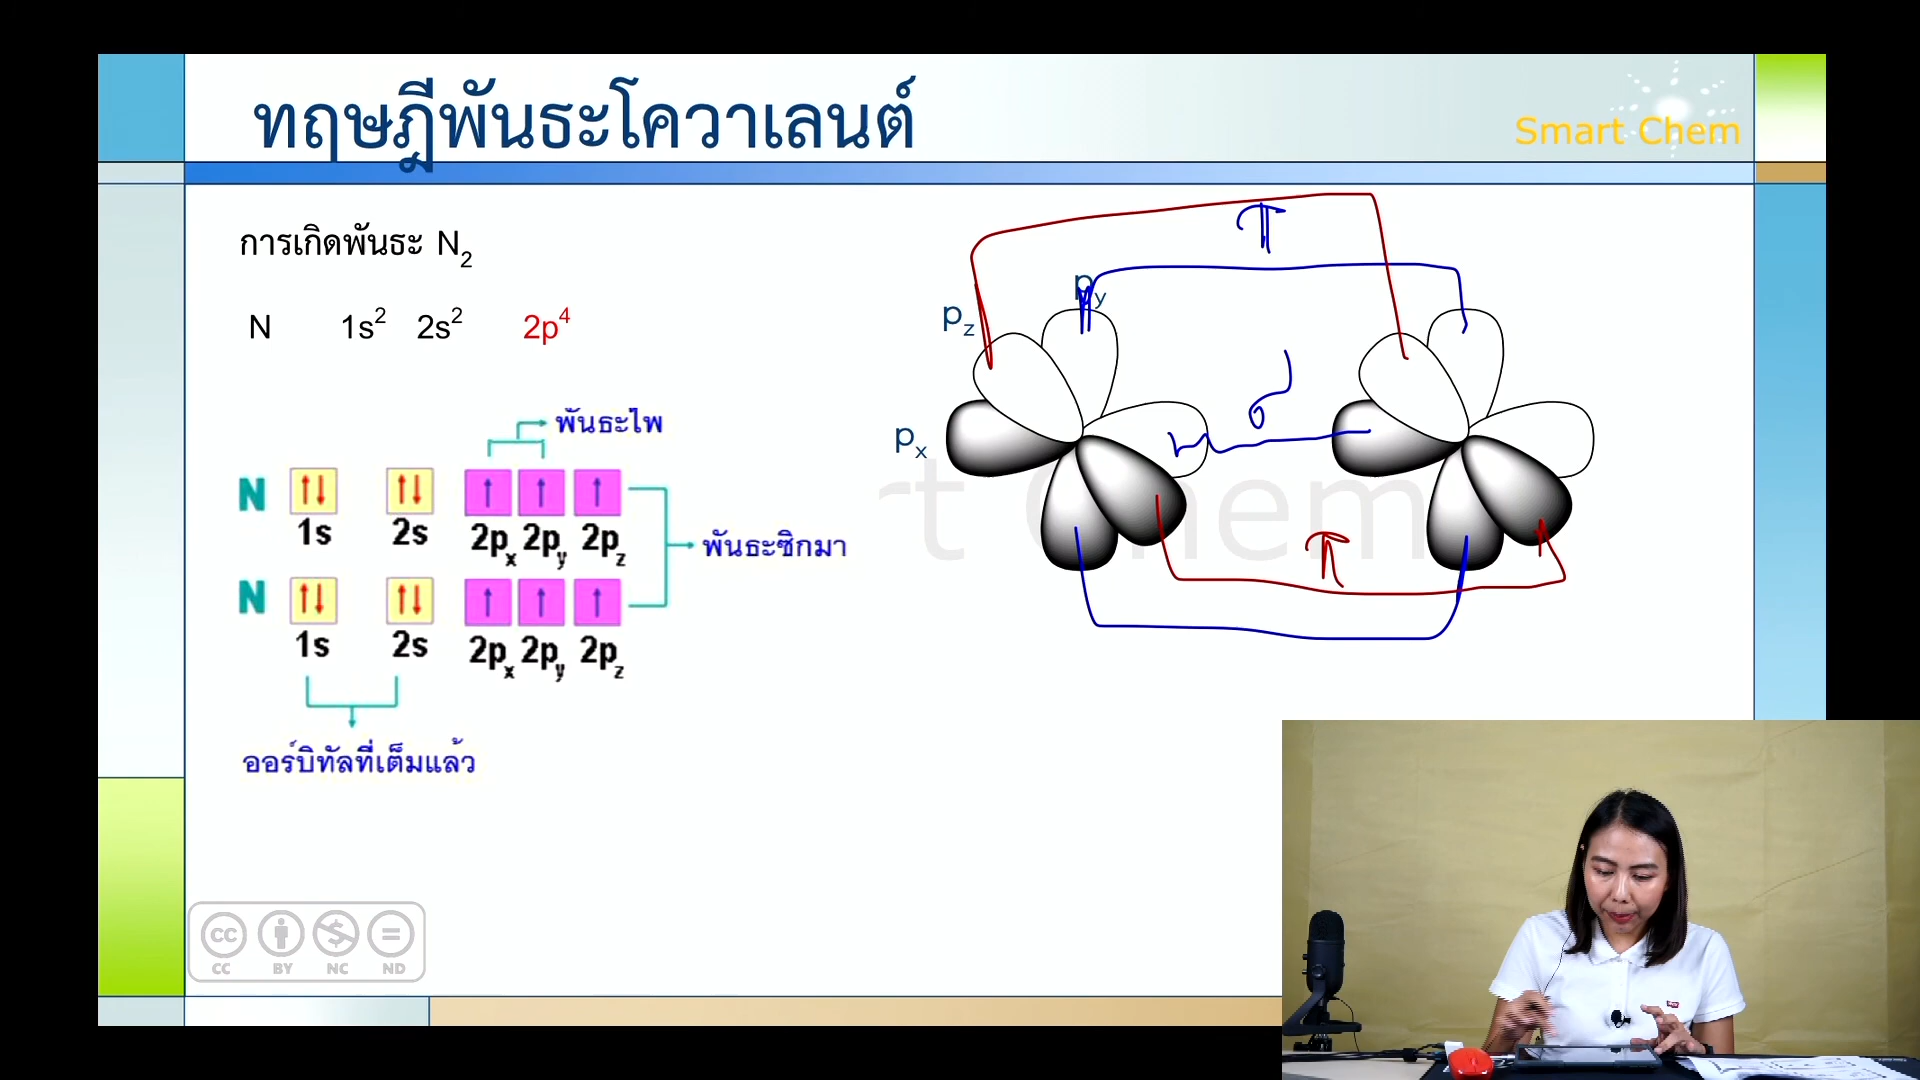 ทฤษฎีพันธะโควาเลนต์
Smart Chem
การเกิดพันธะ N2
N 1s2 2s2 2p4
π
py
pz
σ
px
rt Chem
π
พันธะไพ
N
1s 2s 2px 2py 2pz
พันธะซิกมา
N
1s 2s 2px 2py 2pz
ออร์บิทัลที่เต็มแล้ว
cc
CC BY NC ND